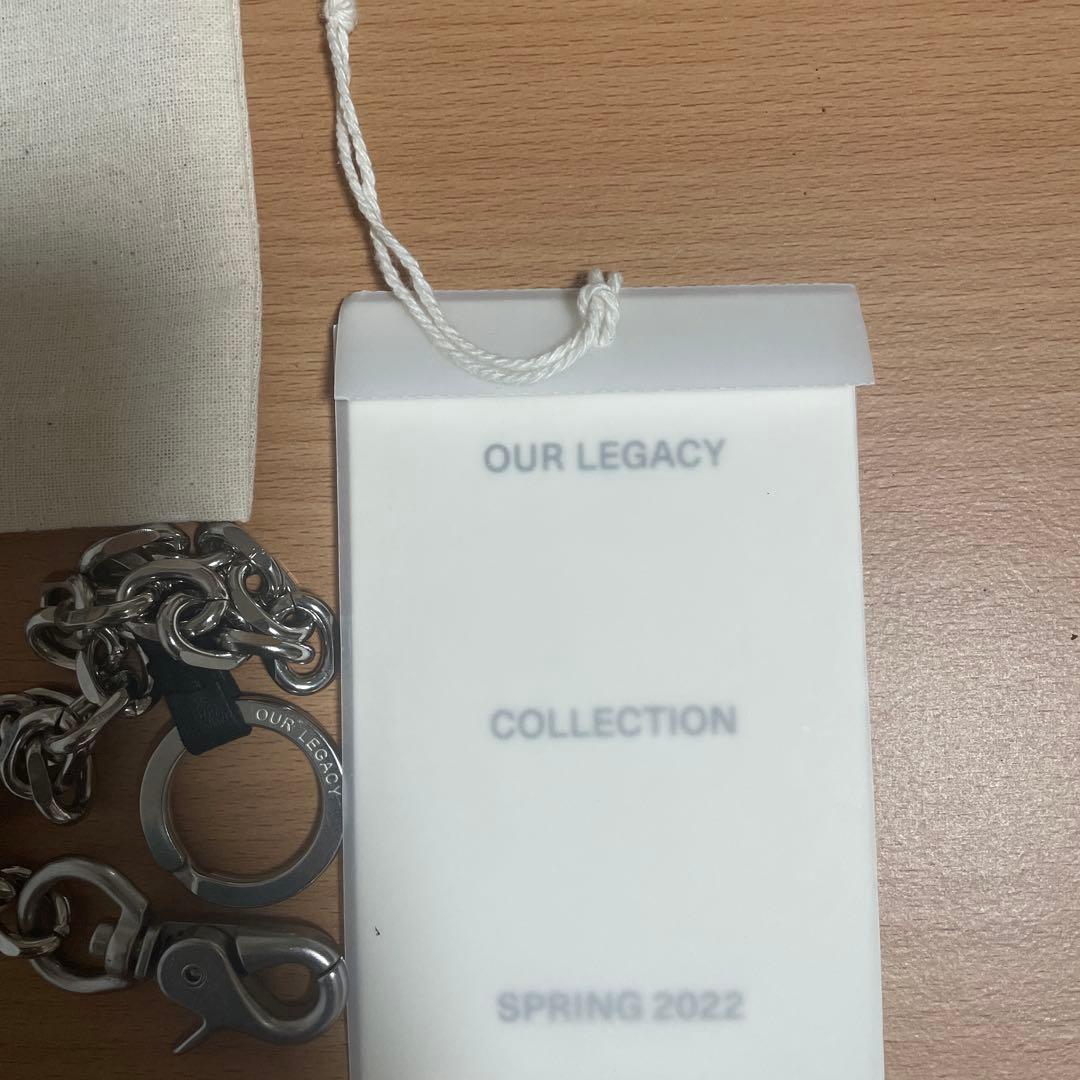 OUR LEGACY
COLLECTION
SPRING 2022
OUR LEGACY